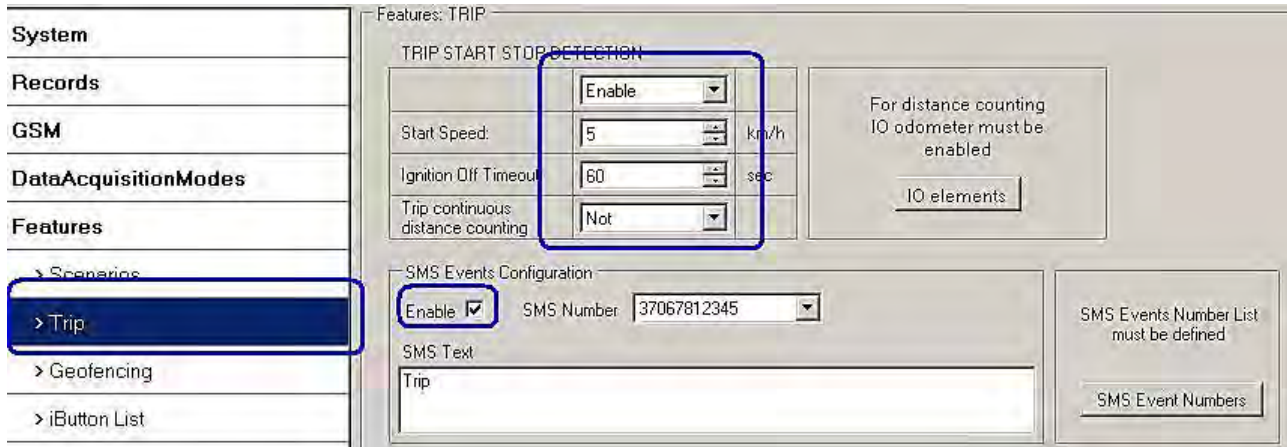 System
Records
GSM
DataAcquisitionModes
Features
> Scenarios
> Trip
> Geofencing
> iButton List
Features: TRIP
TRIP START STOP DETECTION
Enable
Start Speed: 5 km/h
Ignition Off Timeout 60 sec
Trip continuous
distance counting Not
For distance counting
IO odometer must be
enabled
IO elements
SMS Events Configuration
Enable SMS Number 37067812345
SMS Text
Trip
SMS Events Number List
must be defined
SMS Event Numbers